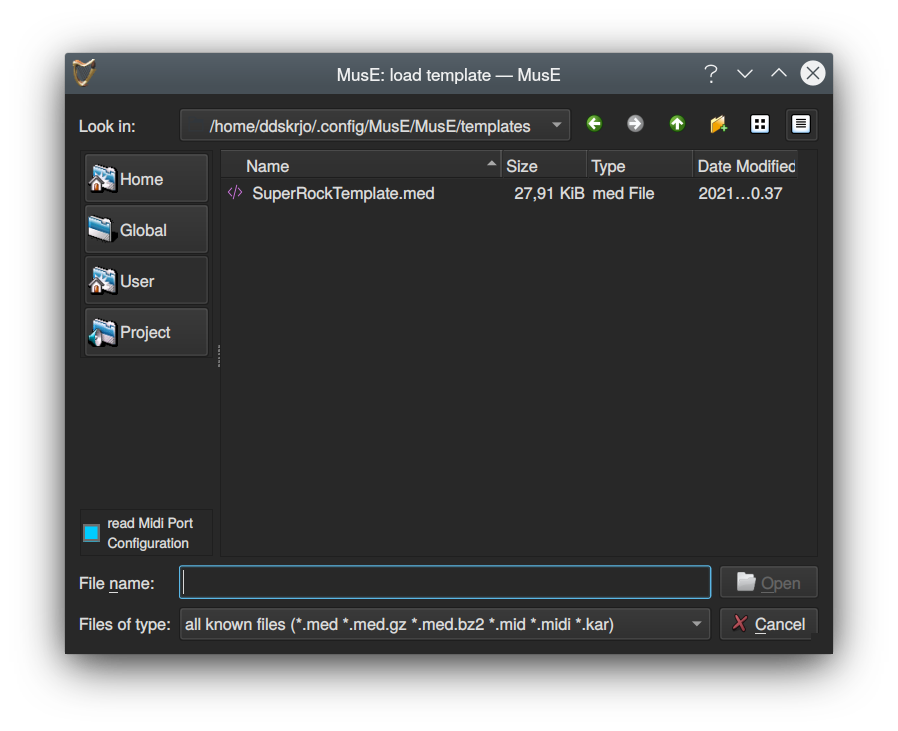 MusE: load template — MusE
Look in: /home/ddskrjo/.config/MusE/MusE/templates
Home
Global
User
Project
Name Size Type Date Modified
SuperRockTemplate.med 27,91 KiB med File 2021...0.37
read Midi Port
Configuration
File name: Open
Files of type: all known files (*.med *.med.gz *.med.bz2 *.mid *.midi *.kar) Cancel